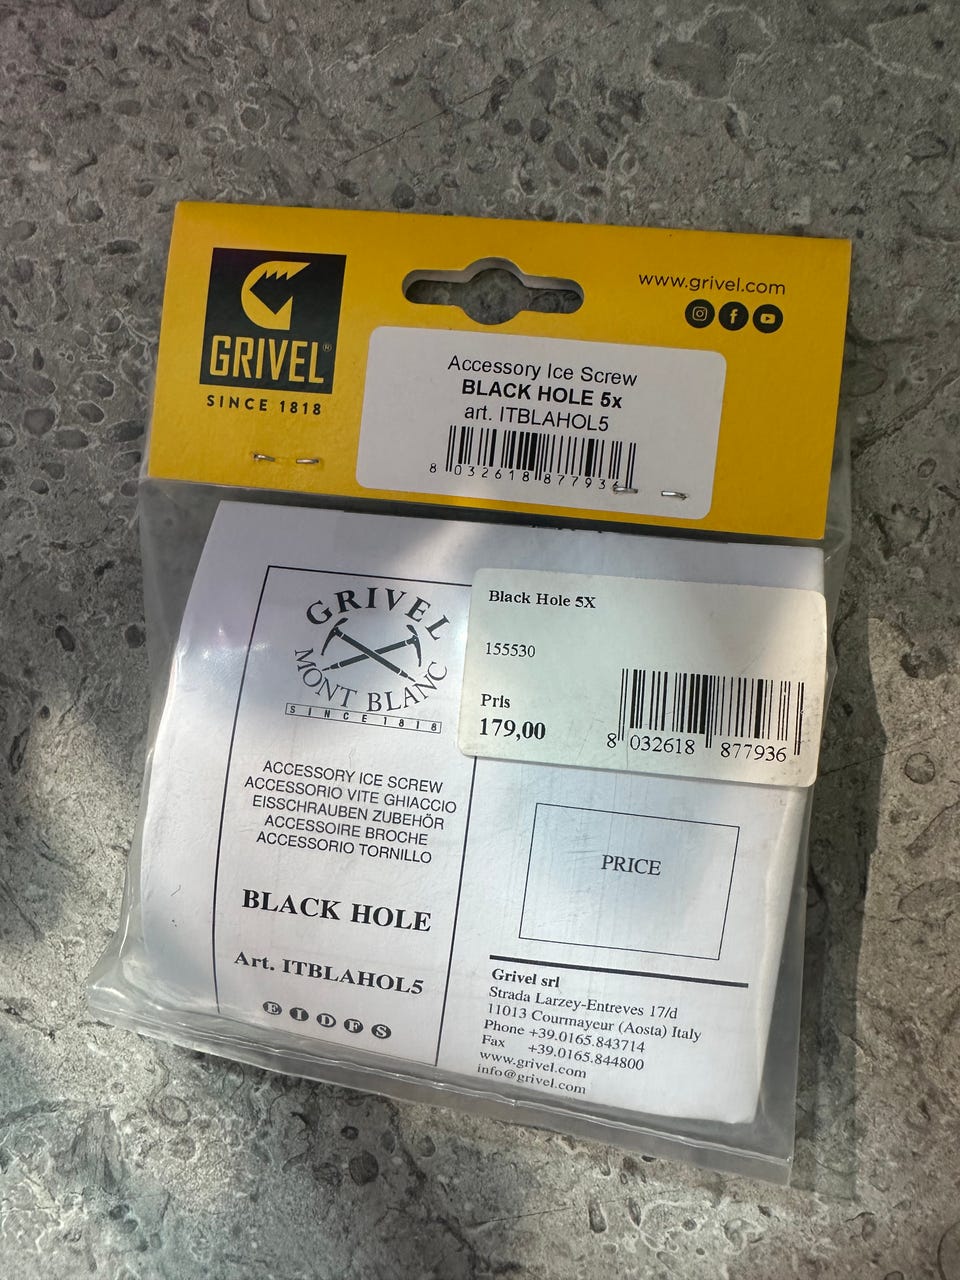 GRIVEL®
SINCE 1818
www.grivel.com
Accessory Ice Screw
BLACK HOLE 5x
art. ITBLAHOL5
8 032618 877936
GRIVEL
MONT BLANC
SINCE 1818
ACCESSORY ICE SCREW
ACCESSORIO VITE GHIACCIO
EISSCHRAUBEN ZUBEHÖR
ACCESSOIRE BROCHE
ACCESSORIO TORNILLO
BLACK HOLE
Art. ITBLAHOL5
E I D F S
Black Hole 5X
155530
Pris
179,00
8 032618 877936
PRICE
Grivel srl
Strada Larzey-Entreves 17/d
11013 Courmayeur (Aosta) Italy
Phone +39.0165.843714
Fax +39.0165.844800
www.grivel.com
info@grivel.com